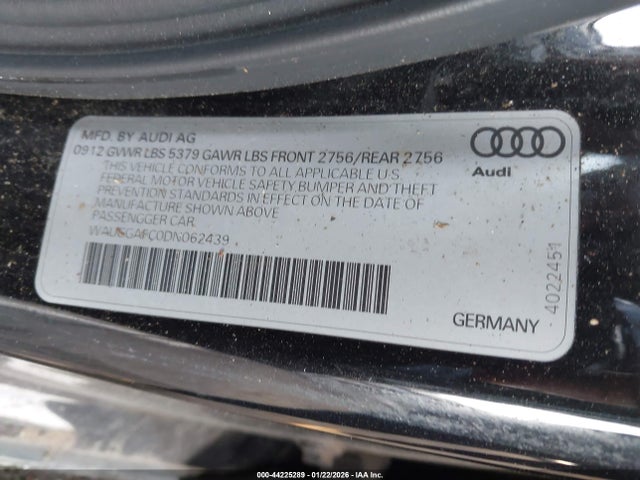 MFD. BY AUDI AG
0912 GVWR LBS 5379 GAWR LBS FRONT 2756/REAR 2756
THIS VEHICLE CONFORMS TO ALL APPLICABLE U.S.
FEDERAL MOTOR VEHICLE SAFETY, BUMPER AND THEFT
PREVENTION STANDARDS IN EFFECT ON THE DATE OF
MANUFACTURE SHOWN ABOVE
PASSENGGER CAR.
WAUSGAFC0DN062439
Audi
4022451
GERMANY
000-44225289 - 01/22/2026 - IAAI, Inc.